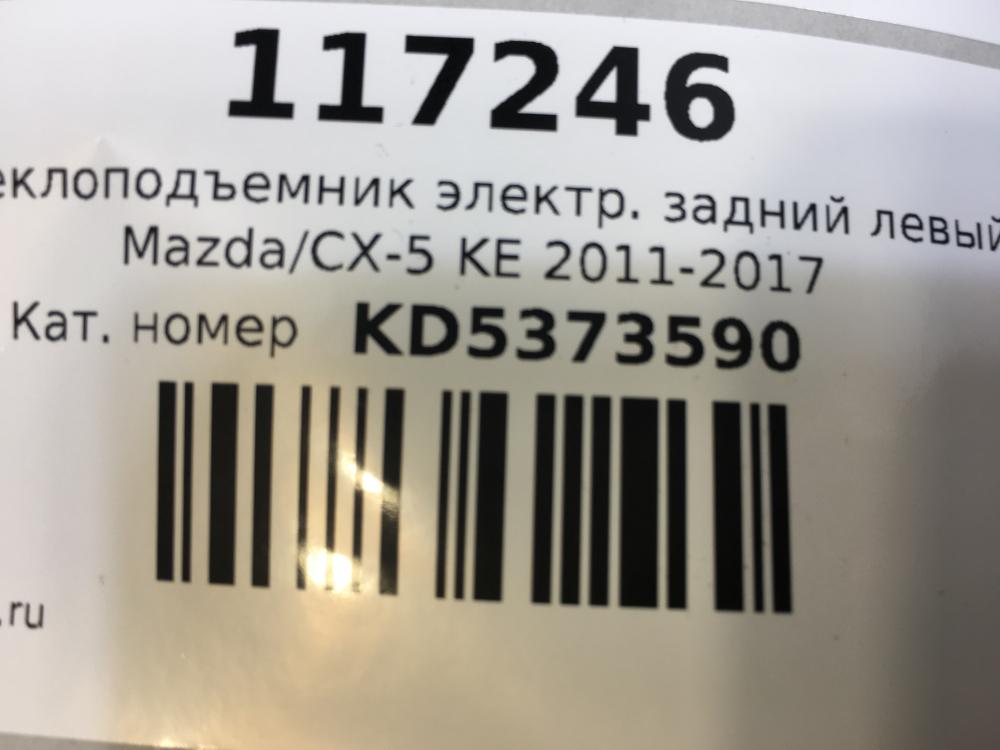 117246
еклоподъемник электр. задний левый
Mazda/CX-5 KE 2011-2017
Кат. номер KD5373590
.ru